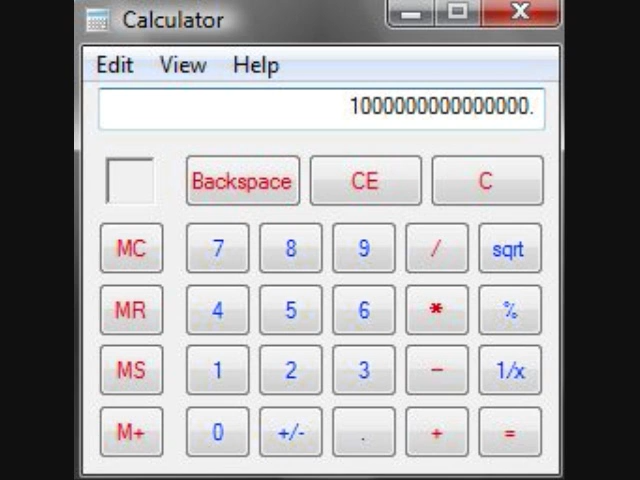 Calculator
Edit View Help
1000000000000000.
Backspace CE C
MC 7 8 9 / sqrt
MR 4 5 6 * %
MS 1 2 3 - 1/x
M+ 0 +/- . + =